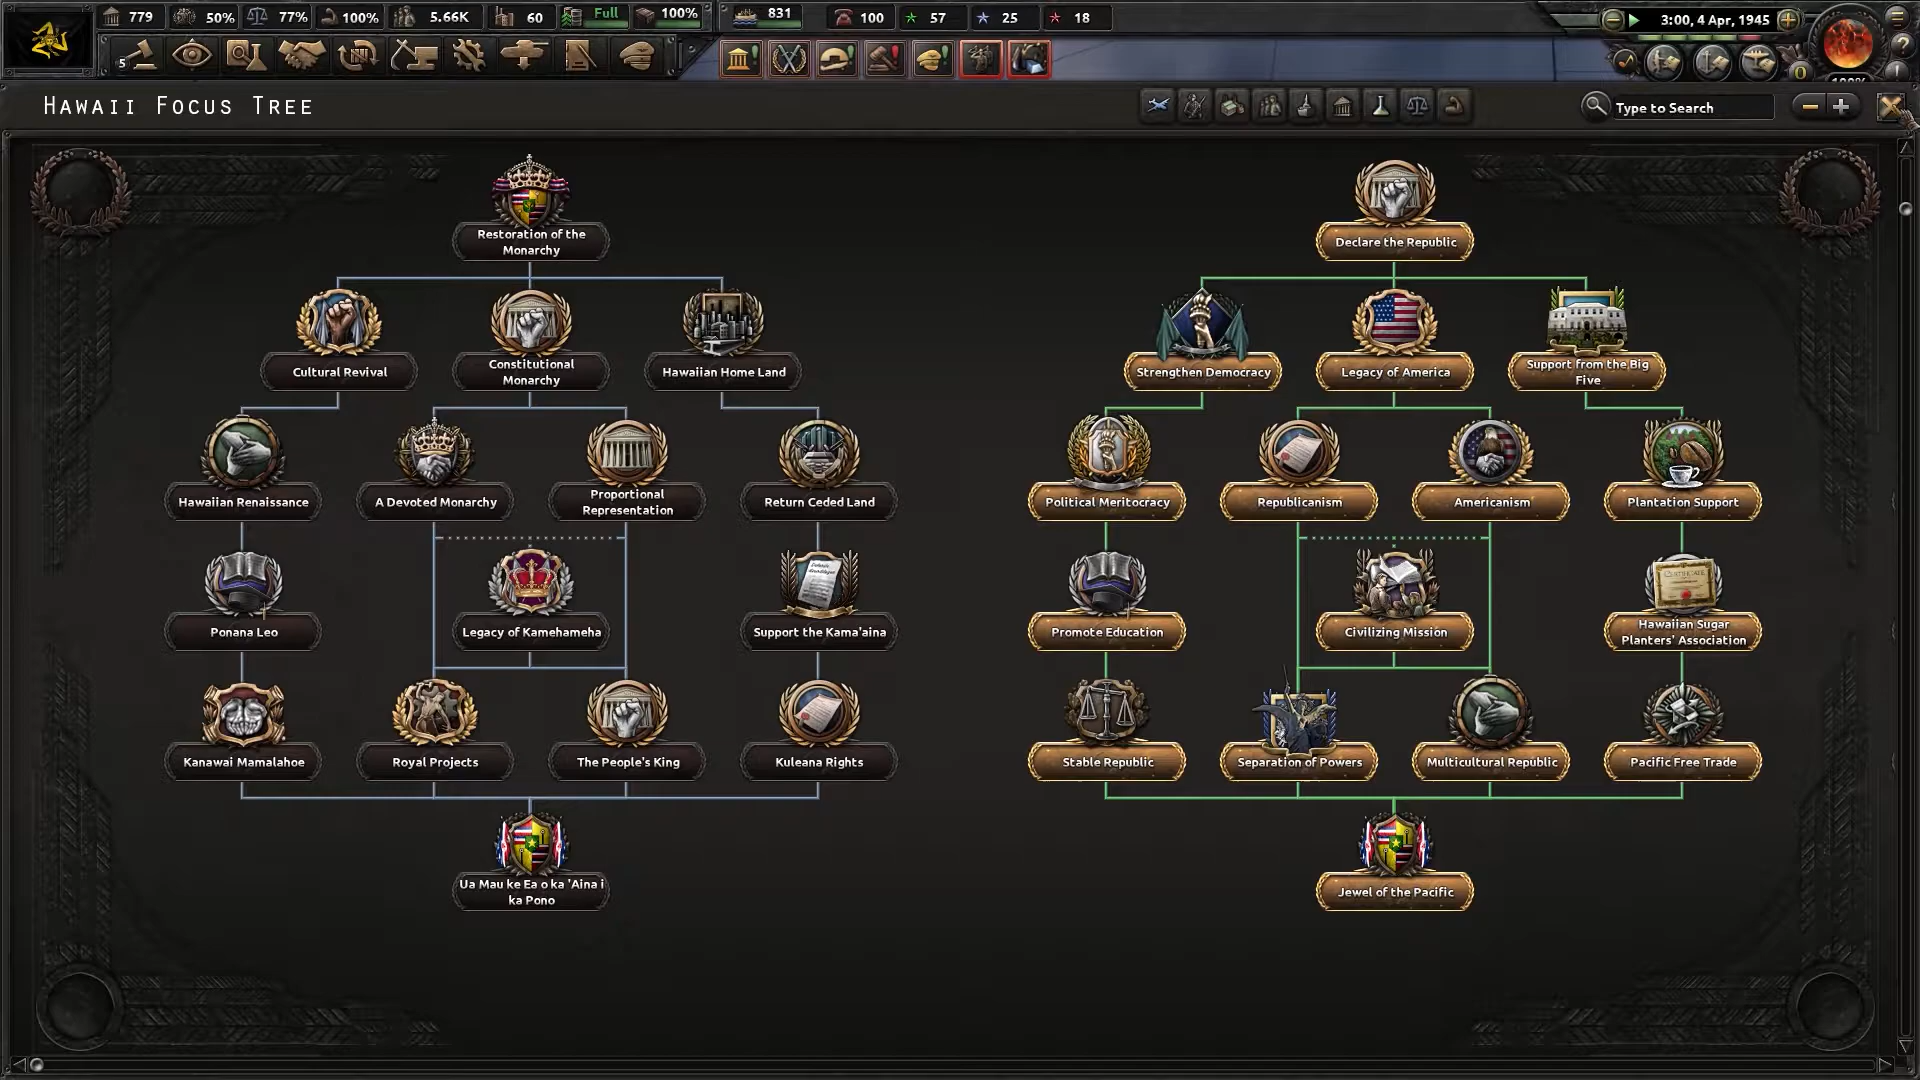 779
50%
77%
100%
5.66K
60
Full
100%
831
100
57
25
18
3:00, 4 Apr, 1945
5
0
100%
Hawaii Focus Tree
Type to Search
Restoration of the
Monarchy
Declare the Republic
Cultural Revival
Constitutional
Monarchy
Hawaiian Home Land
Strengthen Democracy
Legacy of America
Support from the Big
Five
Hawaiian Renaissance
A Devoted Monarchy
Proportional
Representation
Return Ceded Land
Political Meritocracy
Republicanism
Americanism
Plantation Support
Ponana Leo
Legacy of Kamehameha
Support the Kama'aina
Promote Education
Civilizing Mission
Hawaiian Sugar
Planters' Association
Kanawai Mamalahoe
Royal Projects
The People's King
Kuleana Rights
Stable Republic
Separation of Powers
Multicultural Republic
Pacific Free Trade
Ua Mau ke Ea o ka 'Aina i
ka Pono
Jewel of the Pacific